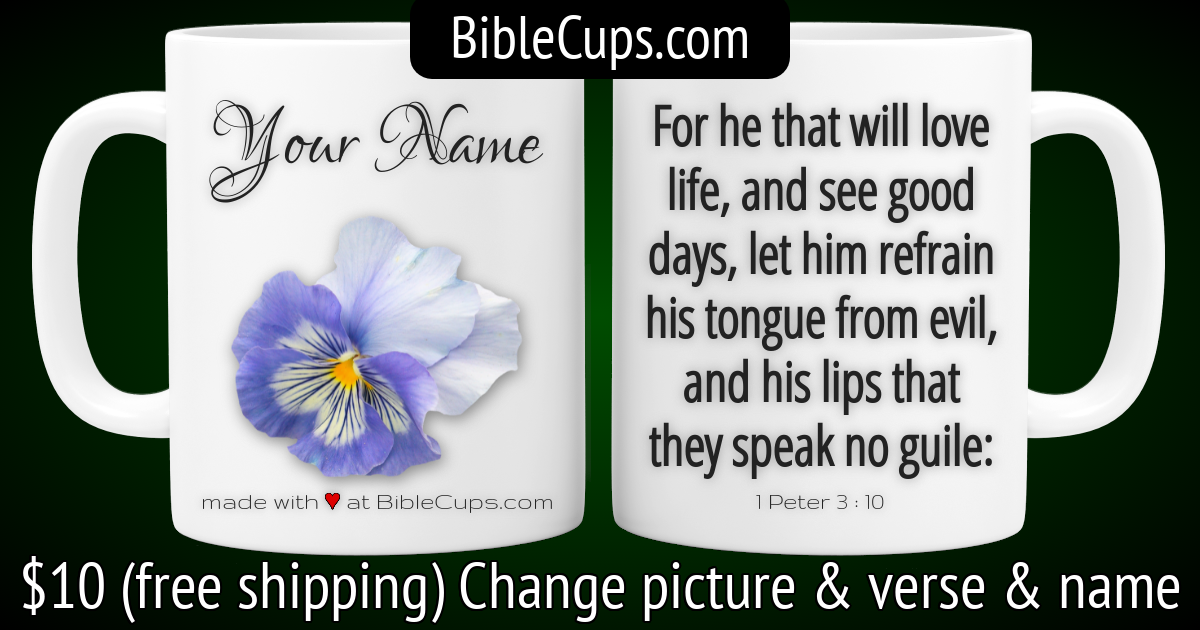 BibleCups.com
Your Name
made with ♥ at BibleCups.com
For he that will love
life, and see good
days, let him refrain
his tongue from evil,
and his lips that
they speak no guile:
1 Peter 3 : 10
$10 (free shipping) Change picture & verse & name